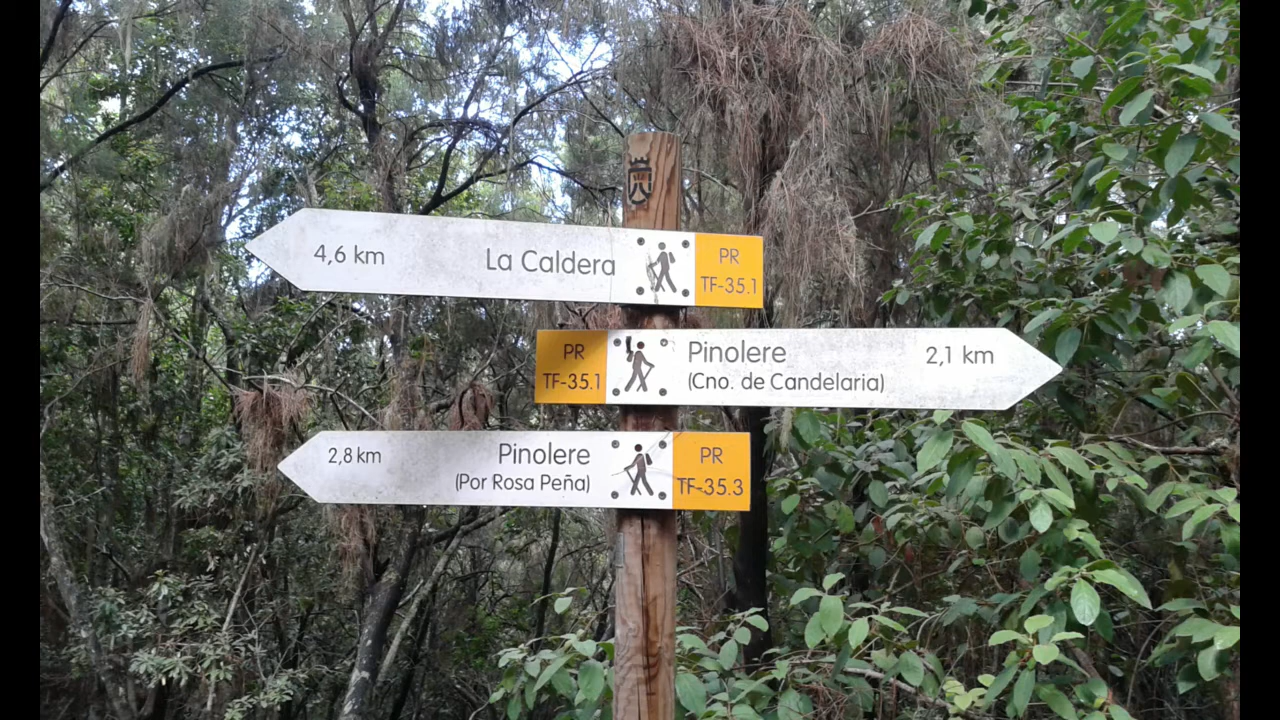 4,6 km La Caldera PR
TF-35.1
PR Pinolere 2,1 km
TF-35.1 (Cno. de Candelaria)
2,8 km Pinolere PR
(Por Rosa Peña) TF-35.3